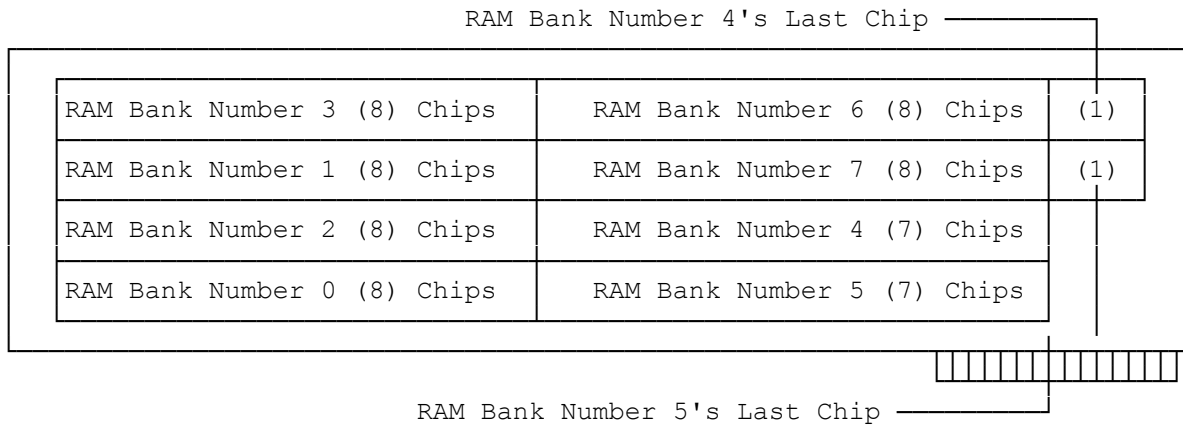 RAM Bank Number 4's Last Chip
RAM Bank Number 3 (8) Chips RAM Bank Number 6 (8) Chips (1)
RAM Bank Number 1 (8) Chips RAM Bank Number 7 (8) Chips (1)
RAM Bank Number 2 (8) Chips RAM Bank Number 4 (7) Chips
RAM Bank Number 0 (8) Chips RAM Bank Number 5 (7) Chips
RAM Bank Number 5's Last Chip